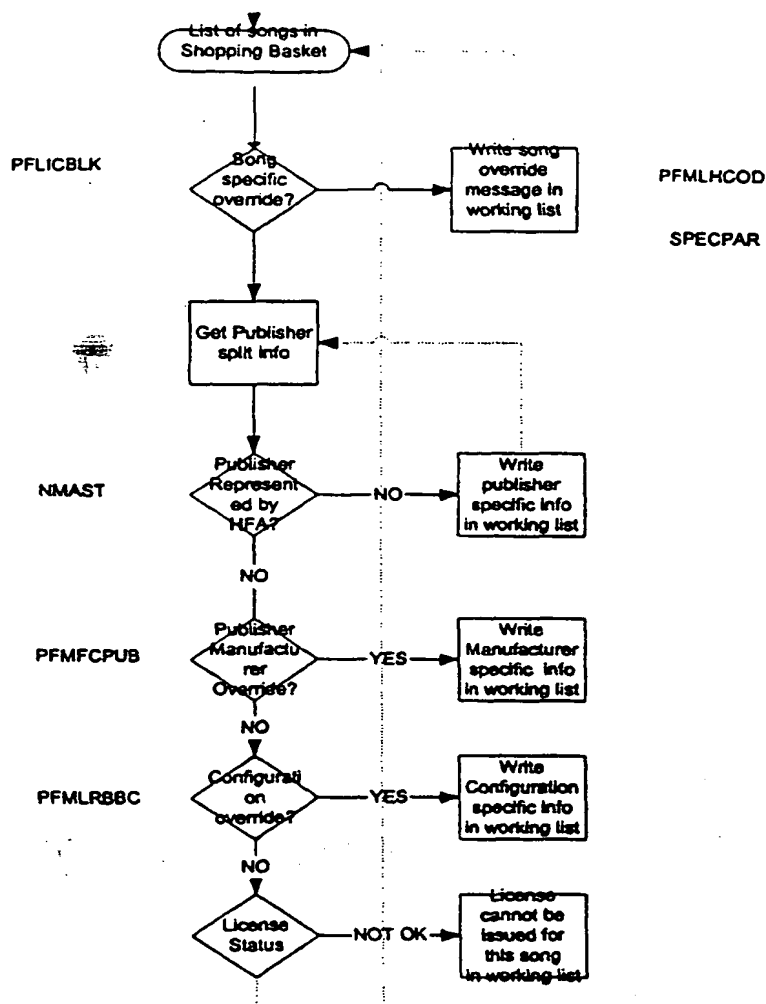 List of songs in
Shopping Basket
PFLICBLK
Song
specific
override?
Write song
override
message in
working list
PFMLHCOD
SPECPAR
Get Publisher
split info
NMAST
Publisher
Represent
ed by
HFA?
NO
Write
publisher
specific info
in working list
NO
PFMFCPUB
Publisher
Manufactu
rer
Override?
YES
Write
Manufacturer
specific info
in working list
NO
PFMLRBBC
Configurati
on
override?
YES
Write
Configuration
specific info
in working list
NO
License
Status
NOT OK
License
cannot be
issued for
this song
in working list